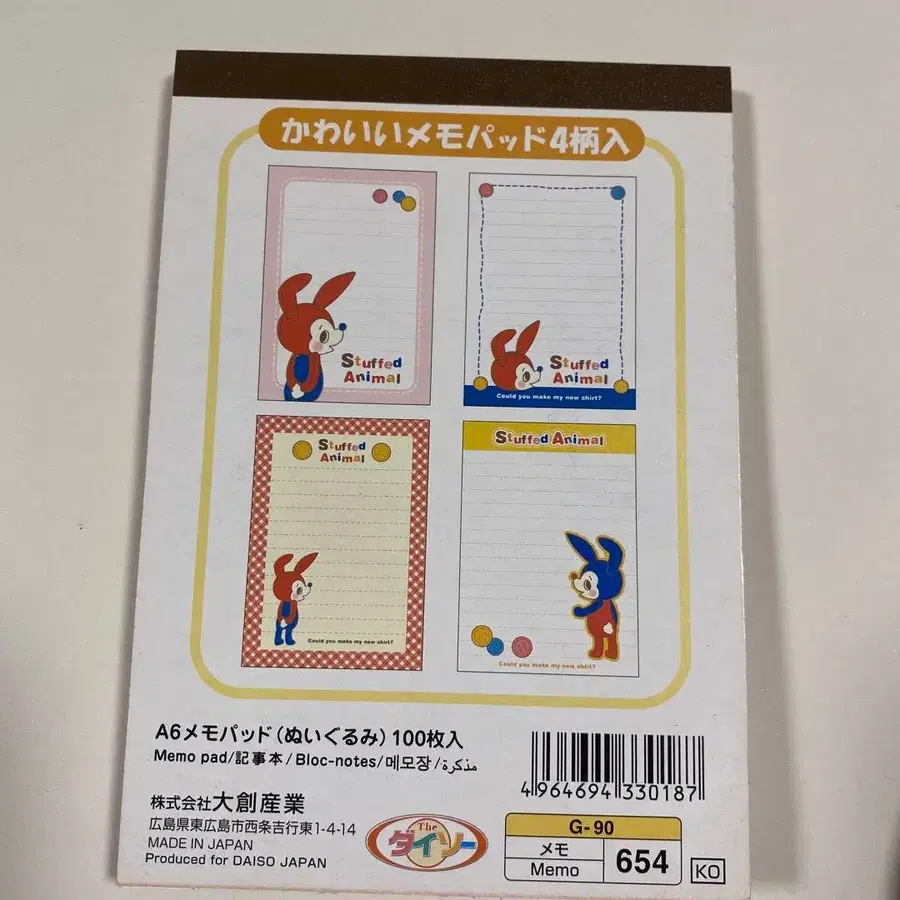 かわいいメモパッド4柄入
Stuffed
Animal
Stuffed
Animal
Could you make my new shirt?
Stuffed
Animal
Could you make my new shirt?
Stuffed Animal
Could you make my new shirt?
A6メモパッド(ぬいぐるみ)100枚入
Memo pad/記事本/Bloc-notes/메모장/مذكرة
株式会社大創産業
広島県東広島市西条吉行東1-4-14
MADE IN JAPAN
Produced for DAISO JAPAN
The
ダイソー
4 964694 330187
G-90
メモ
Memo
654
KO